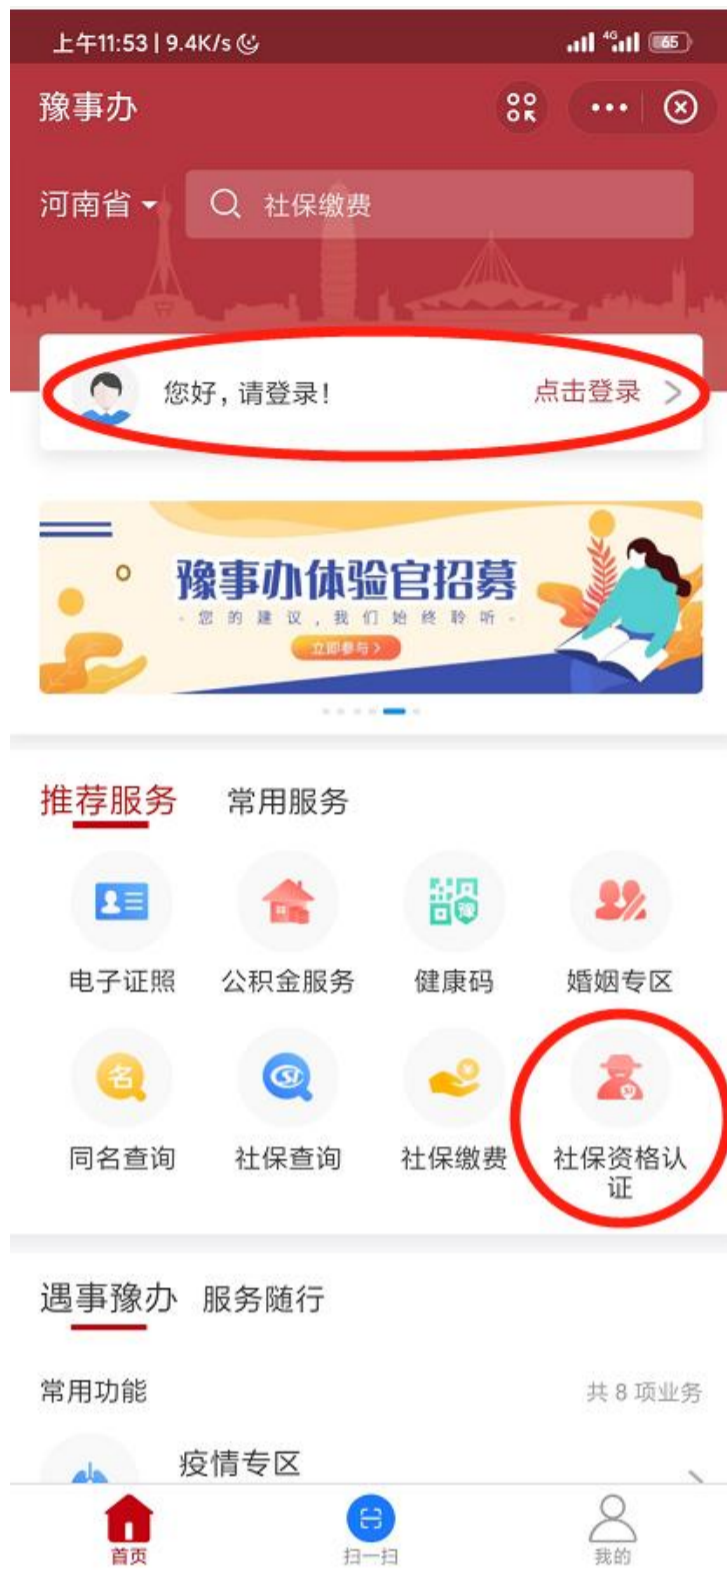 上午11:53 | 9.4K/s
4G 65
豫事办
河南省 社保缴费
您好，请登录！ 点击登录
豫事办体验官招募
- 您的建议，我们始终聆听 -
立即参与 >
推荐服务 常用服务
电子证照 公积金服务 健康码 婚姻专区
豫
名
同名查询 社保查询 社保缴费 社保资格认
证
遇事豫办 服务随行
常用功能 共 8 项业务
疫情专区
首页 扫一扫 我的